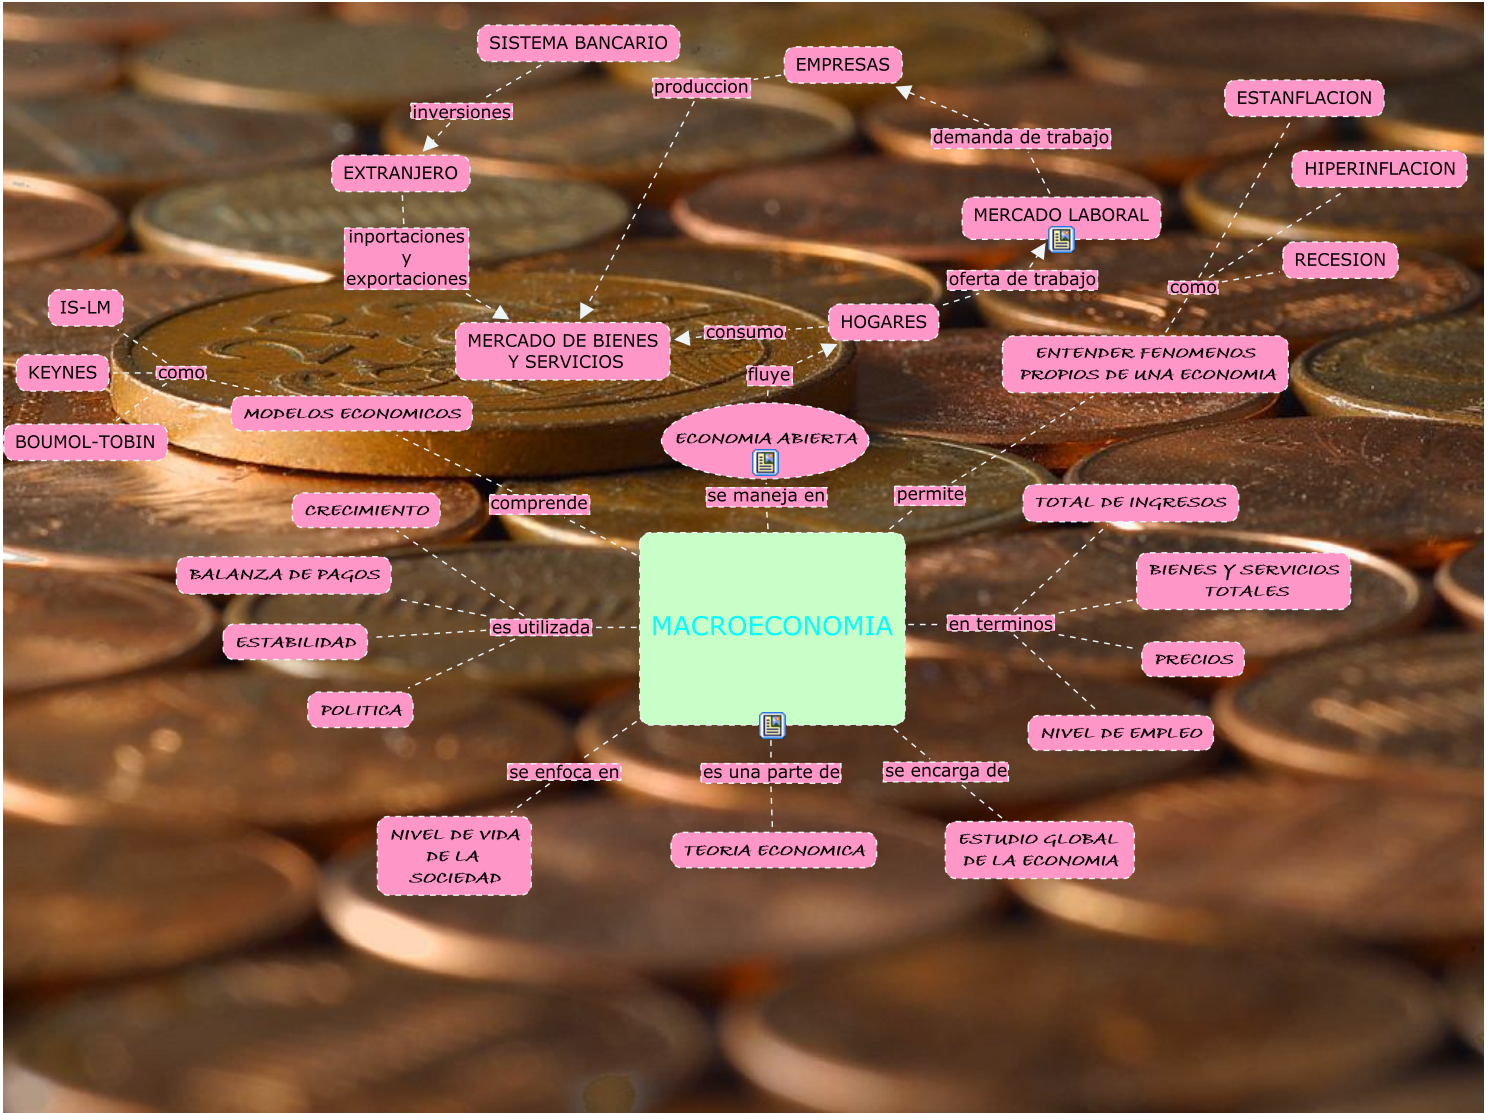 SISTEMA BANCARIO
EMPRESAS
produccion
ESTANFLACION
inversiones
demanda de trabajo
EXTRANJERO
HIPERINFLACION
MERCADO LABORAL
inportaciones
y
exportaciones
RECESION
oferta de trabajo
como
IS-LM
HOGARES
consumo
MERCADO DE BIENES
Y SERVICIOS
ENTENDER FENOMENOS
PROPIOS DE UNA ECONOMIA
KEYNES
como
fluye
MODELOS ECONOMICOS
BOUMOL-TOBIN
ECONOMIA ABIERTA
comprende
se maneja en
permite
TOTAL DE INGRESOS
CRECIMIENTO
BALANZA DE PAGOS
BIENES Y SERVICIOS
TOTALES
ESTABILIDAD
es utilizada
MACROECONOMIA
en terminos
PRECIOS
POLITICA
NIVEL DE EMPLEO
se enfoca en
es una parte de
se encarga de
NIVEL DE VIDA
DE LA
SOCIEDAD
TEORIA ECONOMICA
ESTUDIO GLOBAL
DE LA ECONOMIA